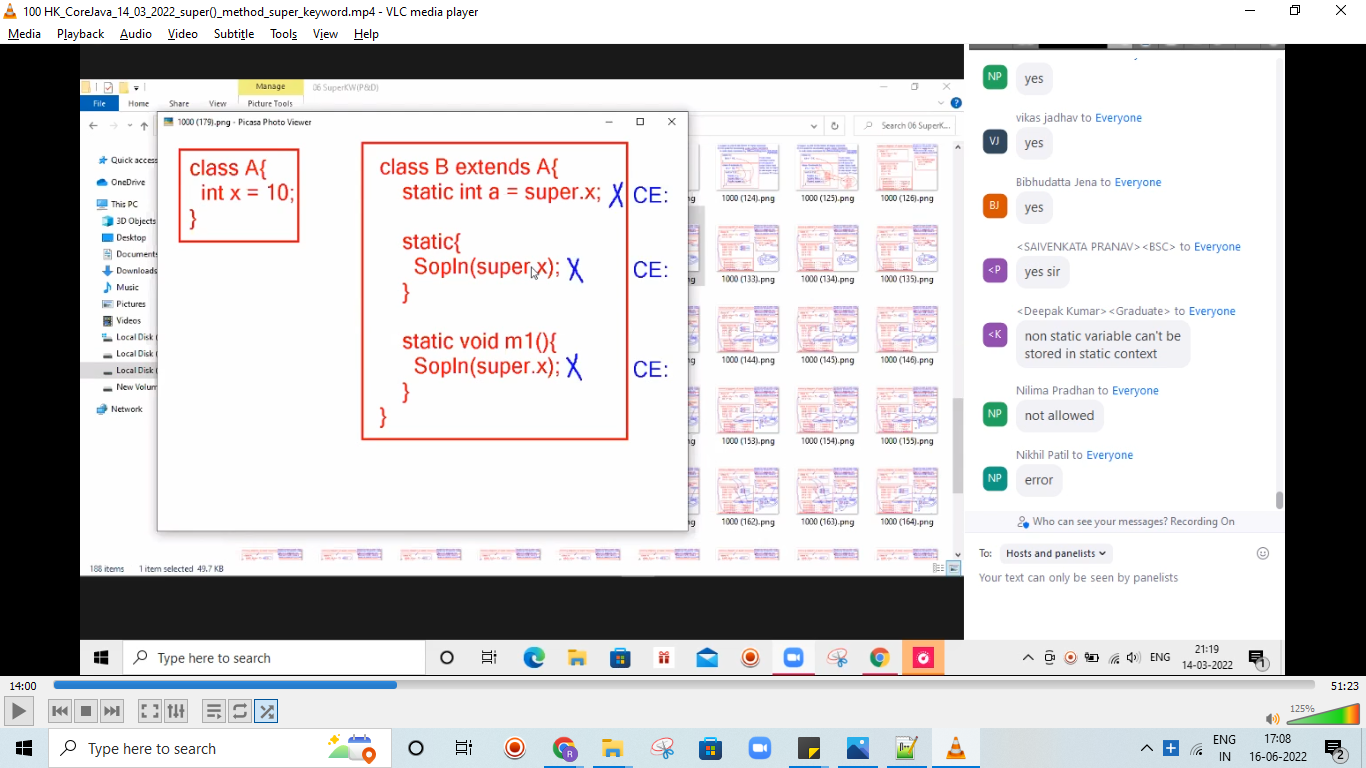 100 HK_CoreJava_14_03_2022_super()_method_super_keyword.mp4 - VLC media player
Media Playback Audio Video Subtitle Tools View Help
Manage
06 SuperKW(P&D)
File Home Share View Picture Tools
1000 (179).png - Picasa Photo Viewer
Search 06 SuperK...
Quick access
OneDrive
This PC
3D Objects
Desktop
Documents
Downloads
Music
Pictures
Videos
Local Disk (
Local Disk (
Local Disk (
New Volum
Network
class A{
int x = 10;
}
class B extends A{
static int a = super.x; X CE:
static{
Sopln(super.x); X CE:
}
static void m1(){
Sopln(super.x); X CE:
}
}
1000 (124).png 1000 (125).png 1000 (126).png
1000 (133).png 1000 (134).png 1000 (135).png
1000 (144).png 1000 (145).png 1000 (146).png
1000 (153).png 1000 (154).png 1000 (155).png
1000 (162).png 1000 (163).png 1000 (164).png
188 items 1 item selected 49.7 KB
NP
yes
vikas jadhav to Everyone
VJ
yes
Bibhudatta Jena to Everyone
BJ
yes
<SAIVENKATA PRANAV><BSC> to Everyone
<P
yes sir
<Deepak Kumar><Graduate> to Everyone
<K
non static variable can't be
stored in static context
Nilima Pradhan to Everyone
NP
not allowed
Nikhil Patil to Everyone
NP
error
Who can see your messages? Recording On
To: Hosts and panelists
Your text can only be seen by panelists
Type here to search
ENG
21:19
14-03-2022
1
14:00
51:23
125%
Type here to search
ENG
IN
17:08
16-06-2022
2